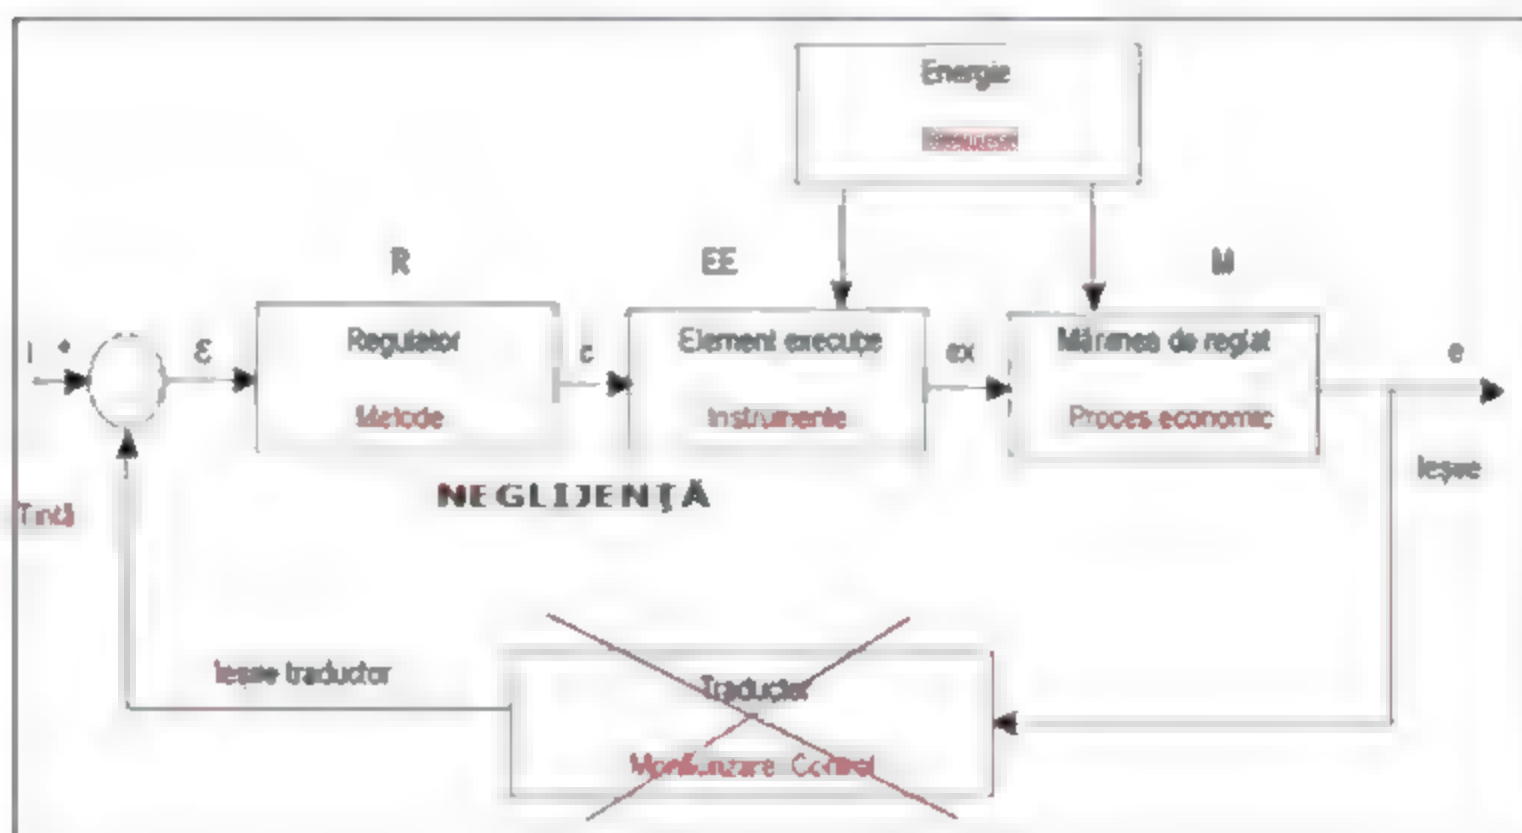 Energie
R
EE
M
Regulator
Element execuție
Mărimea de reglat
ε
c
ex
e
Metode
Instrumente
Proces economic
Ieșire
NEGLIJENŢĂ
Țintă
Ieșire traductor
Traductor
Monitorizare Control